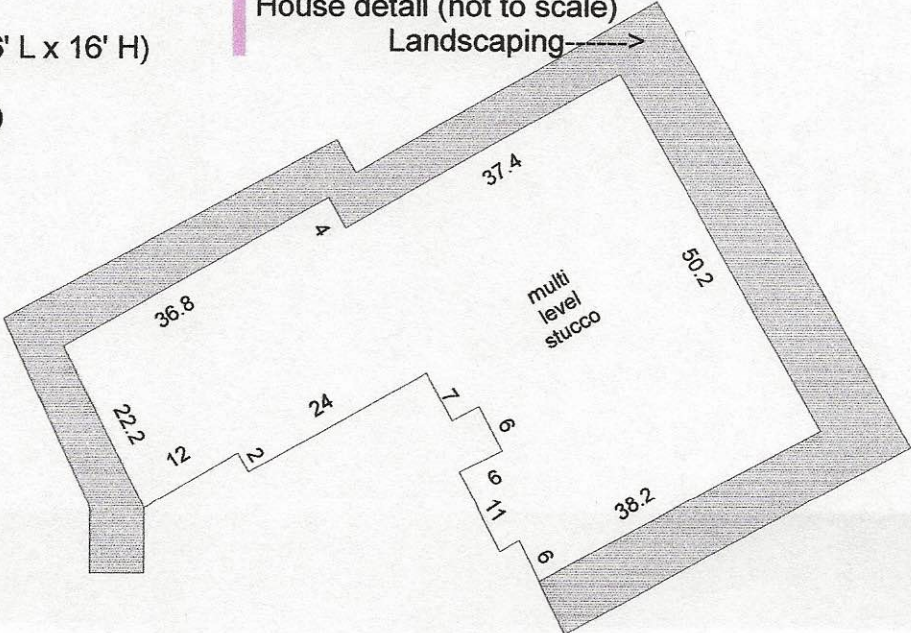 House detail (not to scale)
' L x 16' H)
Landscaping------>
)
37.4
4
36.8
50.2
multi
level
stucco
7
24
6
22.2
12
2
6
11
38.2
6